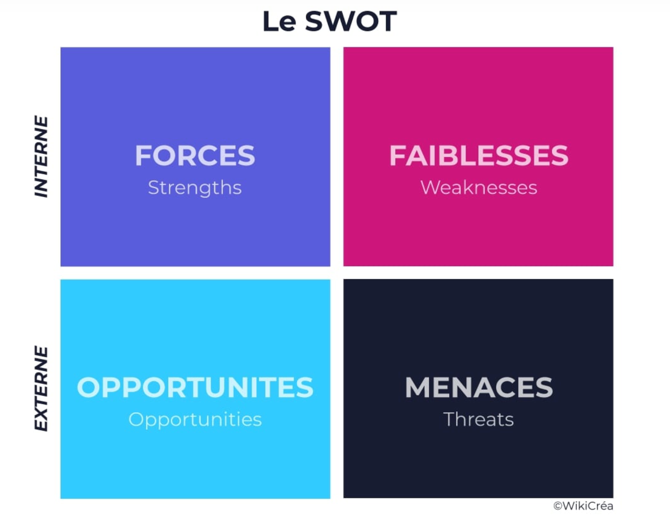 Le SWOT
INTERNE
FORCES
Strengths
FAIBLESSES
Weaknesses
EXTERNE
OPPORTUNITES
Opportunities
MENACES
Threats
©WikiCréa